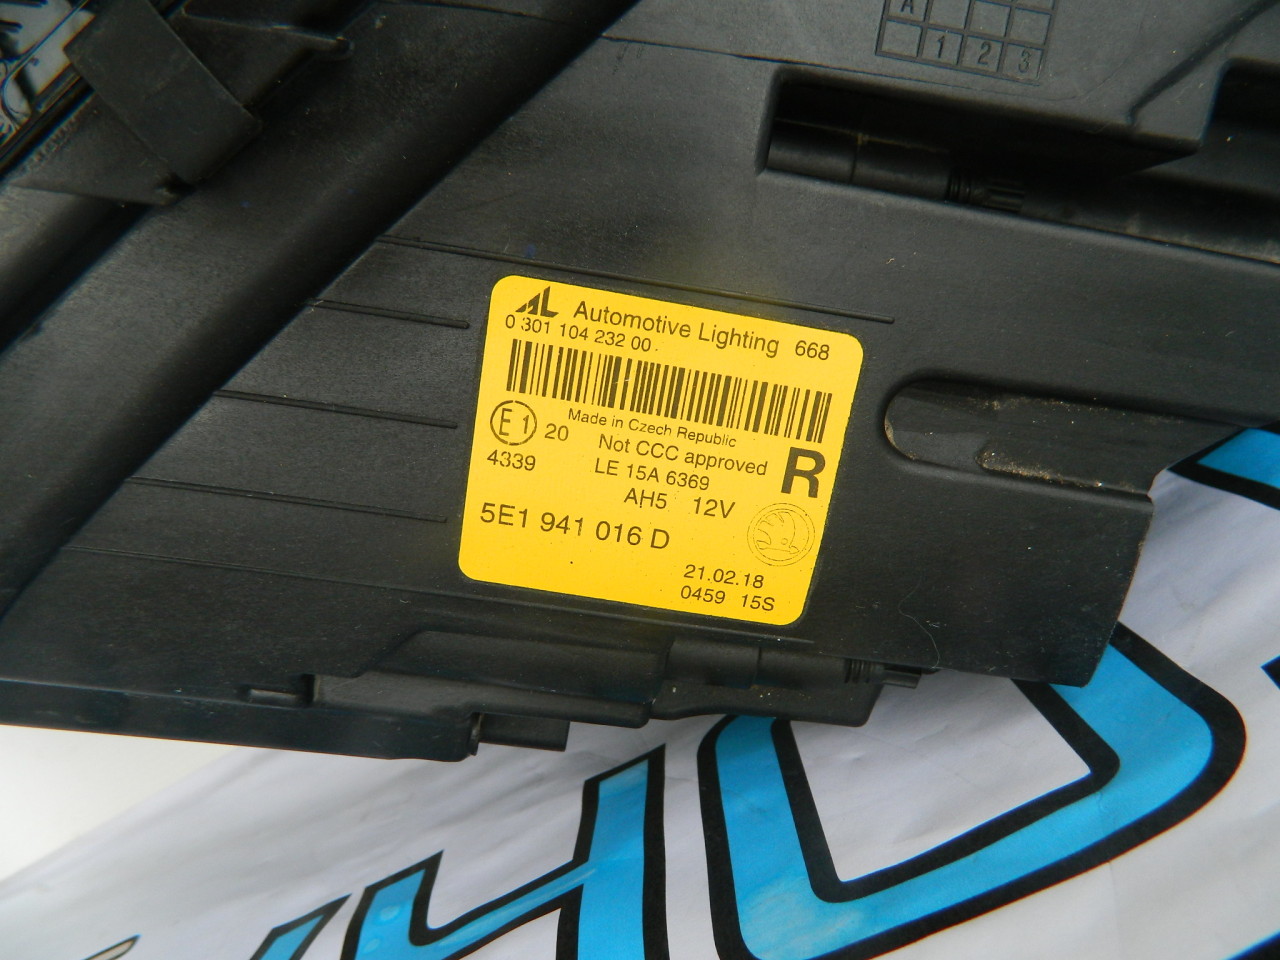 A
1 2 3
AL Automotive Lighting 668
0 301 104 232 00
Made in Czech Republic
E1 20 Not CCC approved R
4339 LE 15A 6369
AH5 12V
5E1 941 016 D
21.02.18
0459 15S